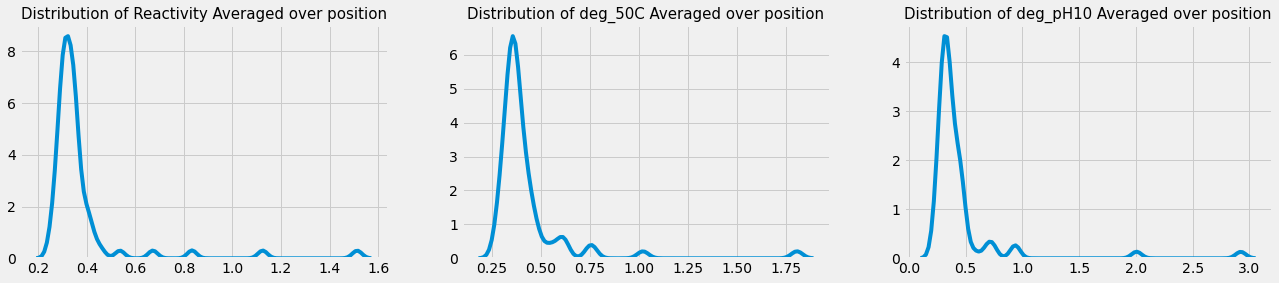 Distribution of Reactivity Averaged over position
8
6
4
2
0
0.2 0.4 0.6 0.8 1.0 1.2 1.4 1.6
Distribution of deg_50C Averaged over position
6
5
4
3
2
1
0
0.25 0.50 0.75 1.00 1.25 1.50 1.75
Distribution of deg_pH10 Averaged over position
4
3
2
1
0
0.0 0.5 1.0 1.5 2.0 2.5 3.0